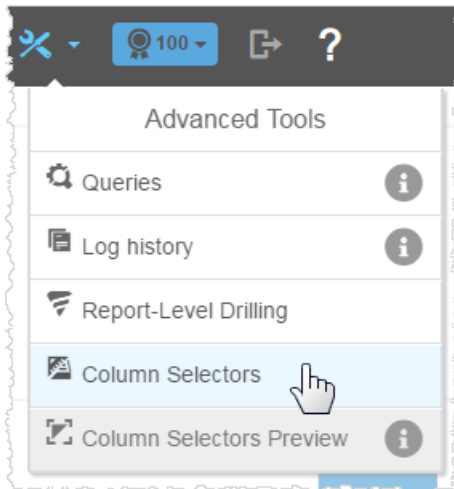 100
?
Advanced Tools
Queries
Log history
Report-Level Drilling
Column Selectors
Column Selectors Preview